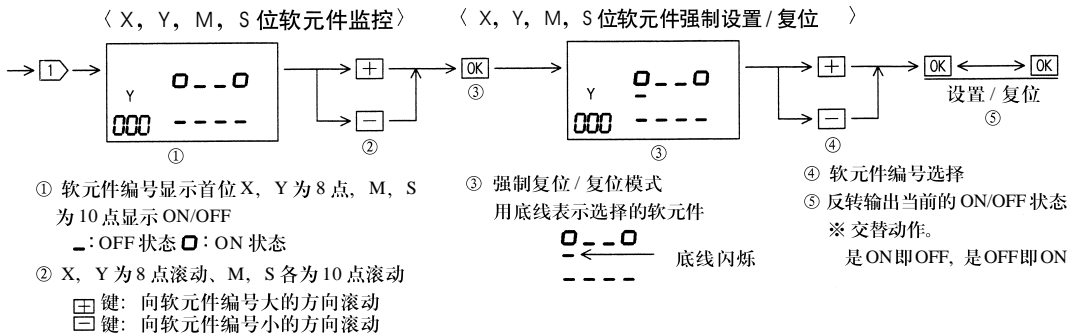 〈 X，Y，M，S 位软元件监控〉
〈 X，Y，M，S 位软元件强制设置 / 复位 〉
1
Y
000
①
+
−
②
OK
③
Y
000
③
+
−
④
OK
OK
设置 / 复位
⑤
① 软元件编号显示首位 X，Y 为 8 点，M，S
为 10 点显示 ON/OFF
：OFF 状态 ：ON 状态
② X，Y 为 8 点滚动、M，S 各为 10 点滚动
+ 键：向软元件编号大的方向滚动
− 键：向软元件编号小的方向滚动
③ 强制复位 / 复位模式
用底线表示选择的软元件
底线闪烁
④ 软元件编号选择
⑤ 反转输出当前的 ON/OFF 状态
※ 交替动作。
是 ON 即 OFF，是 OFF 即 ON